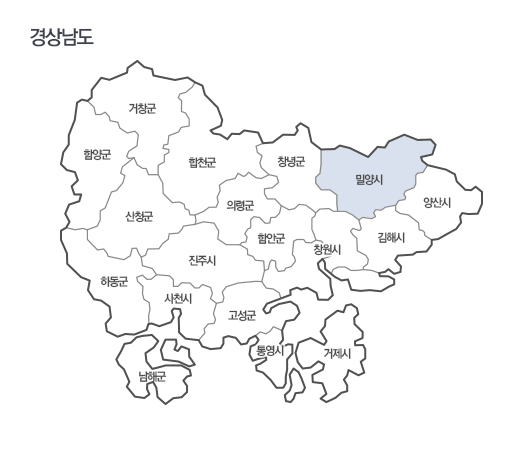 경상남도
거창군
함양군
합천군
창녕군
밀양시
의령군
양산시
산청군
함안군
김해시
창원시
진주시
하동군
사천시
고성군
통영시
거제시
남해군